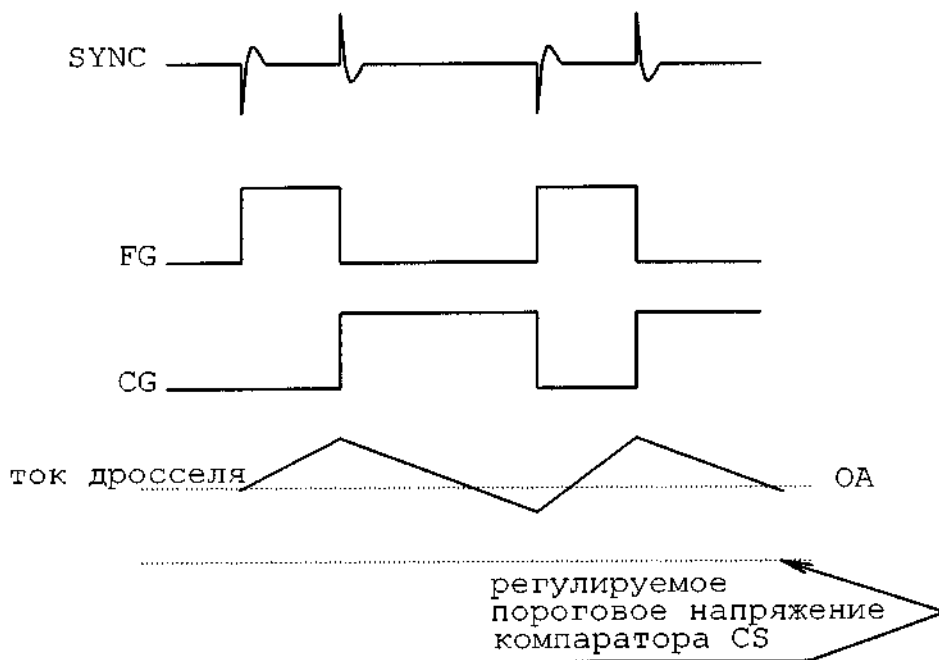 SYNC
FG
CG
ток дросселя
OA
регулируемое
пороговое напряжение
компаратора CS